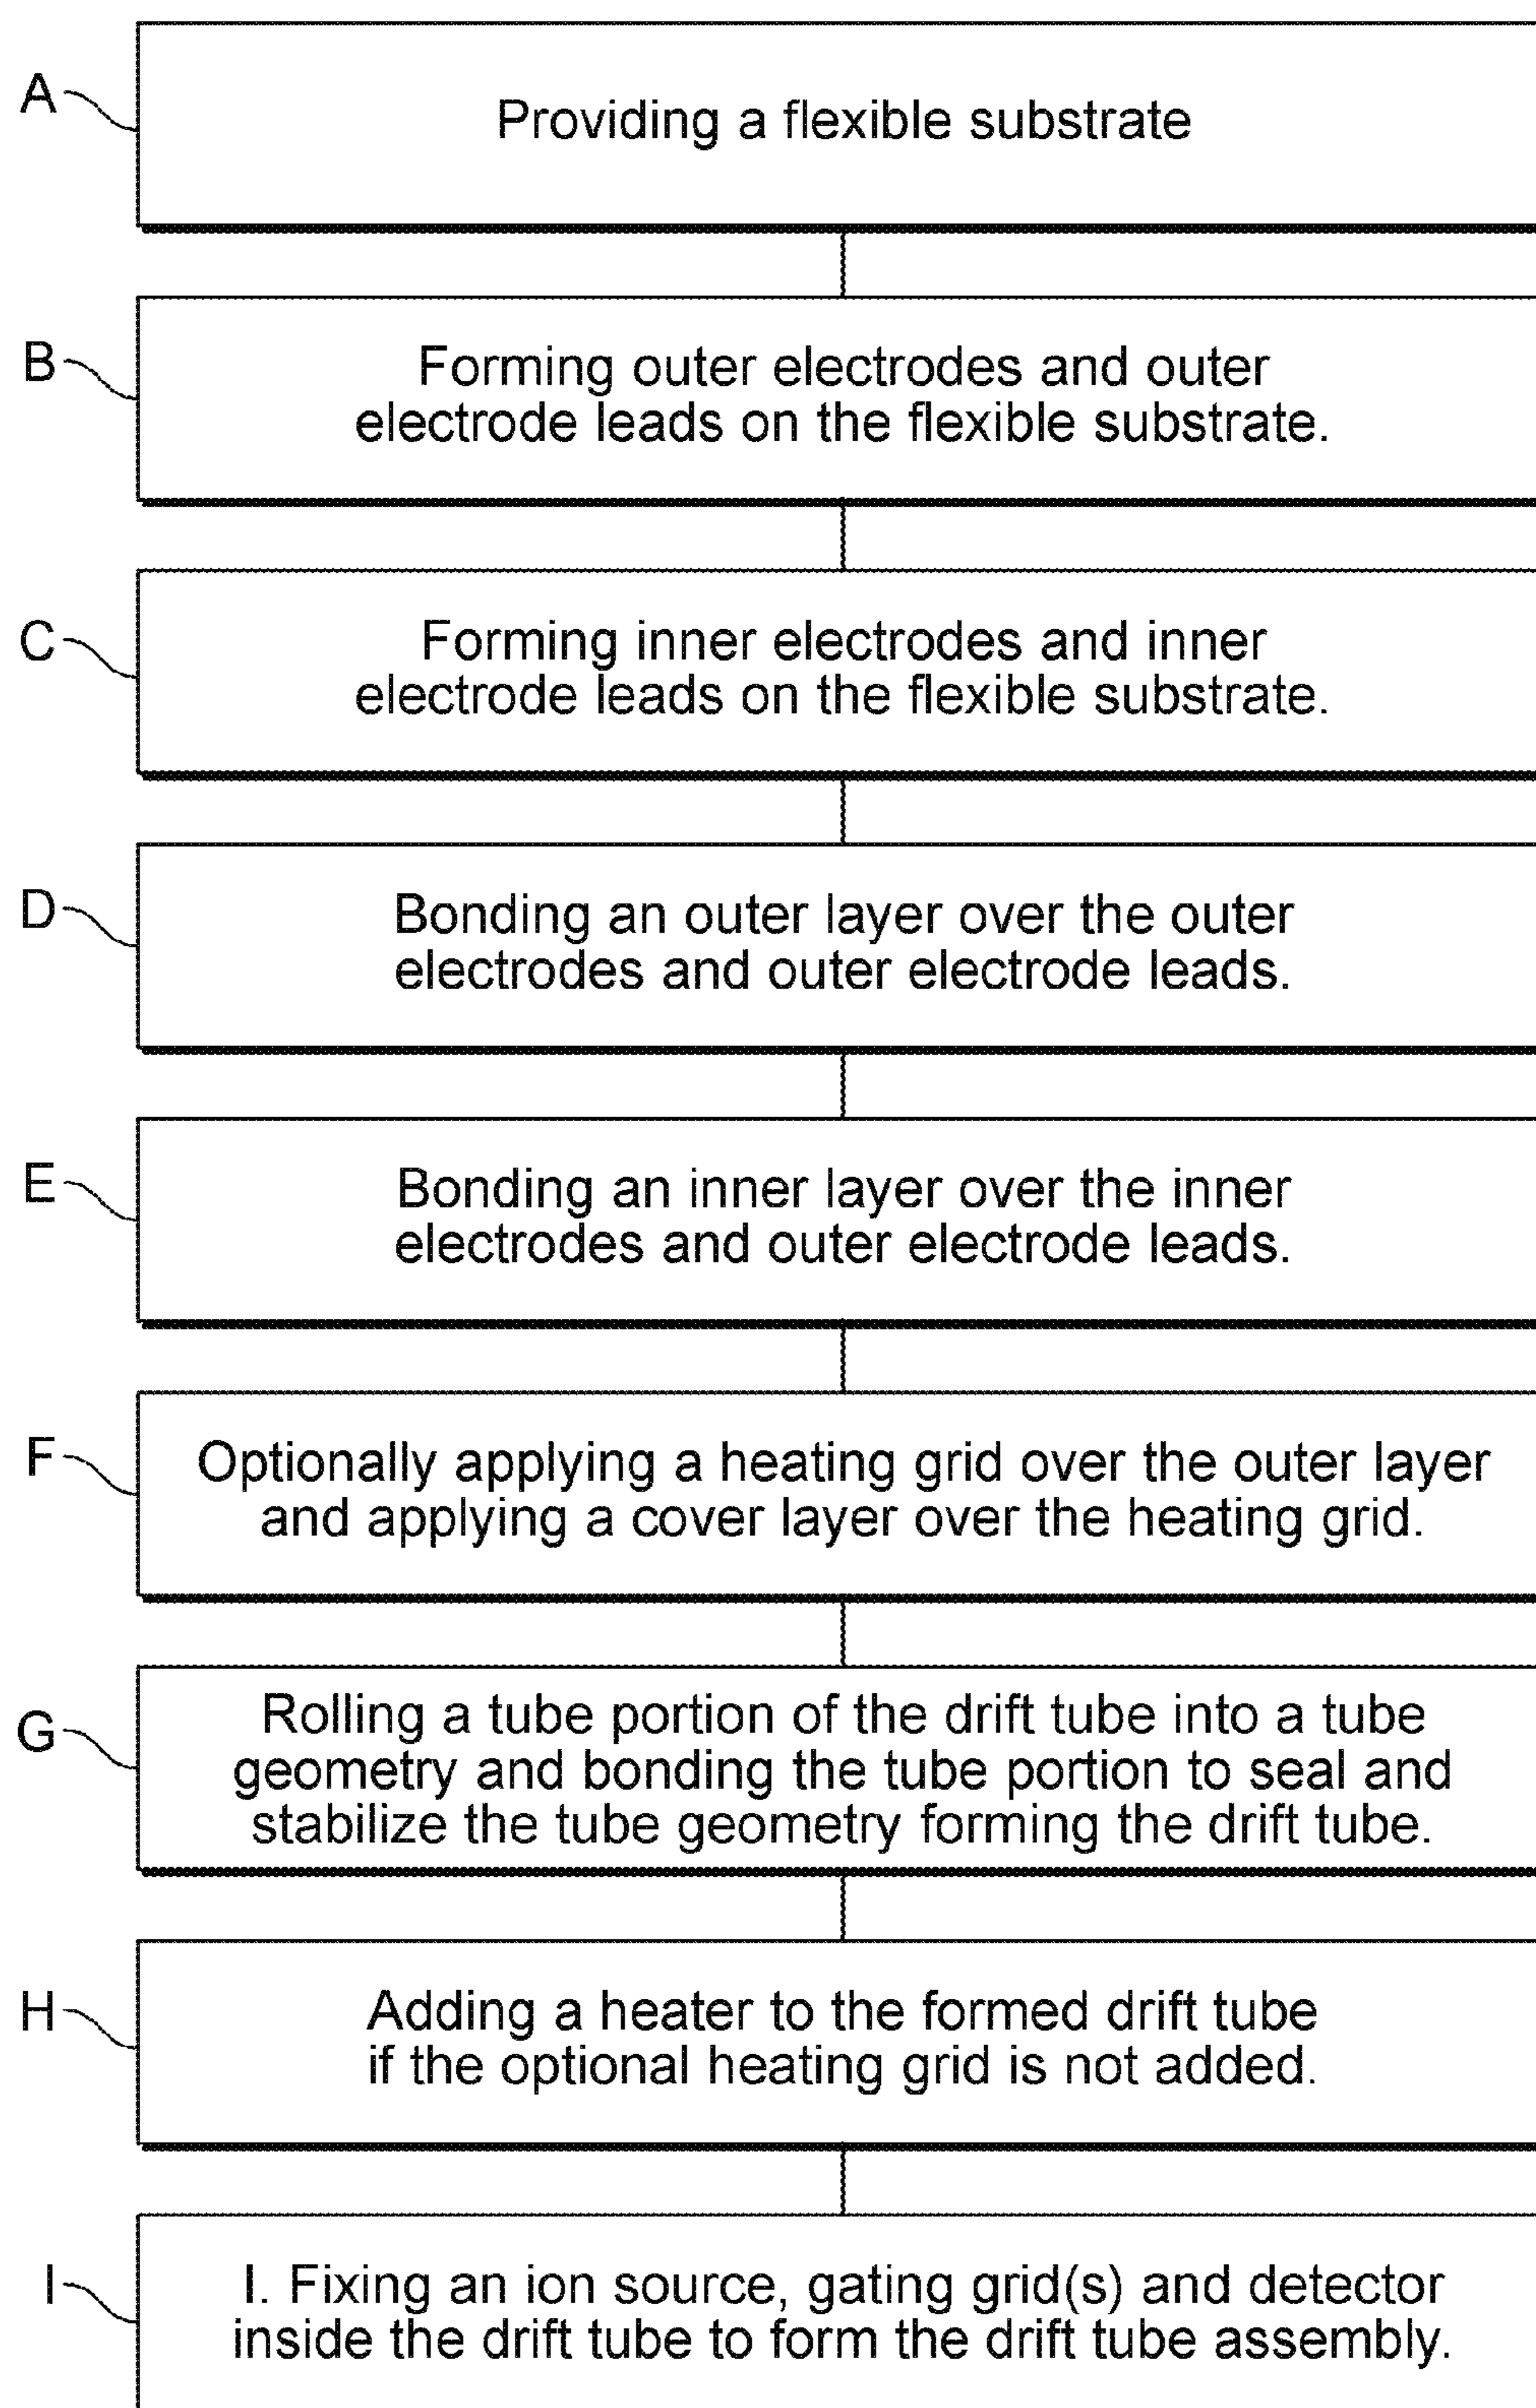 A
Providing a flexible substrate
B
Forming outer electrodes and outer
electrode leads on the flexible substrate.
C
Forming inner electrodes and inner
electrode leads on the flexible substrate.
D
Bonding an outer layer over the outer
electrodes and outer electrode leads.
E
Bonding an inner layer over the inner
electrodes and outer electrode leads.
F
Optionally applying a heating grid over the outer layer
and applying a cover layer over the heating grid.
G
Rolling a tube portion of the drift tube into a tube
geometry and bonding the tube portion to seal and
stabilize the tube geometry forming the drift tube.
H
Adding a heater to the formed drift tube
if the optional heating grid is not added.
I
I. Fixing an ion source, gating grid(s) and detector
inside the drift tube to form the drift tube assembly.